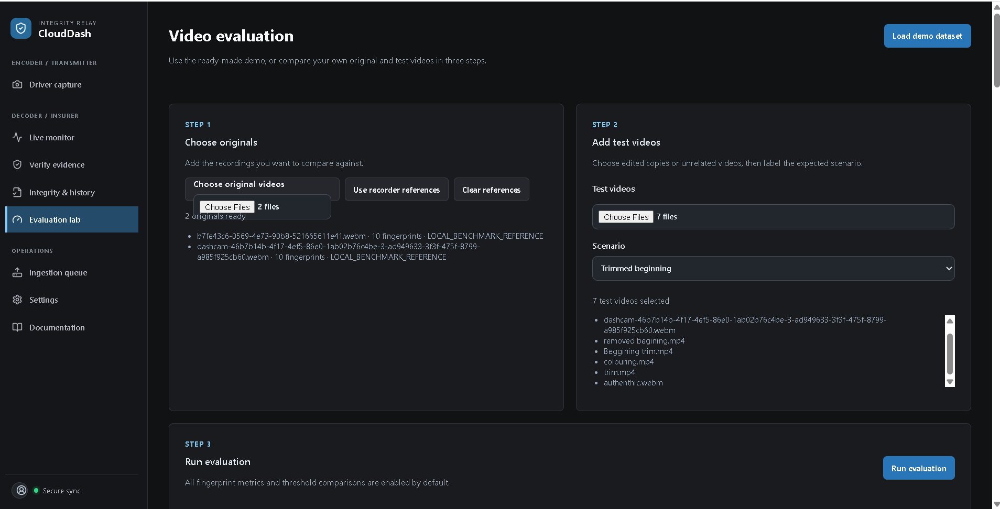 INTEGRITY RELAY
CloudDash
ENCODER / TRANSMITTER
Driver capture
DECODER / INSURER
Live monitor
Verify evidence
Integrity & history
Evaluation lab
OPERATIONS
Ingestion queue
Settings
Documentation
Secure sync
Video evaluation
Load demo dataset
Use the ready-made demo, or compare your own original and test videos in three steps.
STEP 1
Choose originals
Add the recordings you want to compare against.
Choose original videos
Choose Files 2 files
Use recorder references
Clear references
2 originals ready
b7fe43c6-0569-4e73-90b8-521665611e41.webm · 10 fingerprints · LOCAL_BENCHMARK_REFERENCE
dashcam-46b7b14b-4f17-4ef5-86e0-1ab02b76c4be-3-ad949633-3f3f-475f-8799-
a985f925cb60.webm · 10 fingerprints · LOCAL_BENCHMARK_REFERENCE
STEP 2
Add test videos
Choose edited copies or unrelated videos, then label the expected scenario.
Test videos
Choose Files 7 files
Scenario
Trimmed beginning
7 test videos selected
dashcam-46b7b14b-4f17-4ef5-86e0-1ab02b76c4be-3-ad949633-3f3f-475f-8799-
a985f925cb60.webm
removed begining.mp4
Beggining trim.mp4
colouring.mp4
trim.mp4
authenthic.webm
STEP 3
Run evaluation
All fingerprint metrics and threshold comparisons are enabled by default.
Run evaluation